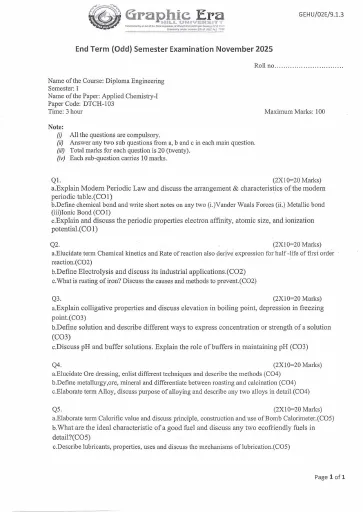 GEHU/02E/9.1.3
Graphic Era
HILL UNIVERSITY
End Term (Odd) Semester Examination November 2025
Roll no..............................
Name of the Course: Diploma Engineering
Semester: I
Name of the Paper: Applied Chemistry-I
Paper Code: DTCH-103
Time: 3 hour Maximum Marks: 100
Note:
(i) All the questions are compulsory.
(ii) Answer any two sub questions from a, b and c in each main question.
(iii) Total marks for each question is 20 (twenty).
(iv) Each sub-question carries 10 marks.
Q1. (2X10=20 Marks)
a.Explain Modern Periodic Law and discuss the arrangement & characteristics of the modern
periodic table.(CO1)
b.Define chemical bond and write short notes on any two (i.)Vander Waals Forces (ii.) Metallic bond
(iii)Ionic Bond (CO1)
c.Explain and discuss the periodic properties electron affinity, atomic size, and ionization
potential.(CO1)
Q2. (2X10=20 Marks)
a.Elucidate term Chemical kinetics and Rate of reaction also derive expression for half -life of first order
reaction.(CO2)
b.Define Electrolysis and discuss its industrial applications.(CO2)
c.What is rusting of iron? Discuss the causes and methods to prevent.(CO2)
Q3. (2X10=20 Marks)
a.Explain colligative properties and discuss elevation in boiling point, depression in freezing
point.(CO3)
b.Define solution and describe different ways to express concentration or strength of a solution
(CO3)
c.Discuss pH and buffer solutions. Explain the role of buffers in maintaining pH (CO3)
Q4. (2X10=20 Marks)
a.Elucidate Ore dressing, enlist different techniques and describe the methods (CO4)
b.Define metallurgy,ore, mineral and differentiate between roasting and calcination (CO4)
c.Elaborate term Alloy, discuss purpose of alloying and describe any two alloys in detail (CO4)
Q5. (2X10=20 Marks)
a.Elaborate term Calorific value and discuss principle, construction and use of Bomb Calorimeter.(CO5)
b.What are the ideal characteristic of a good fuel and discuss any two ecofriendly fuels in
detail?(CO5)
c.Describe lubricants, properties, uses and discuss the mechanisms of lubrication.(CO5)
Page 1 of 1